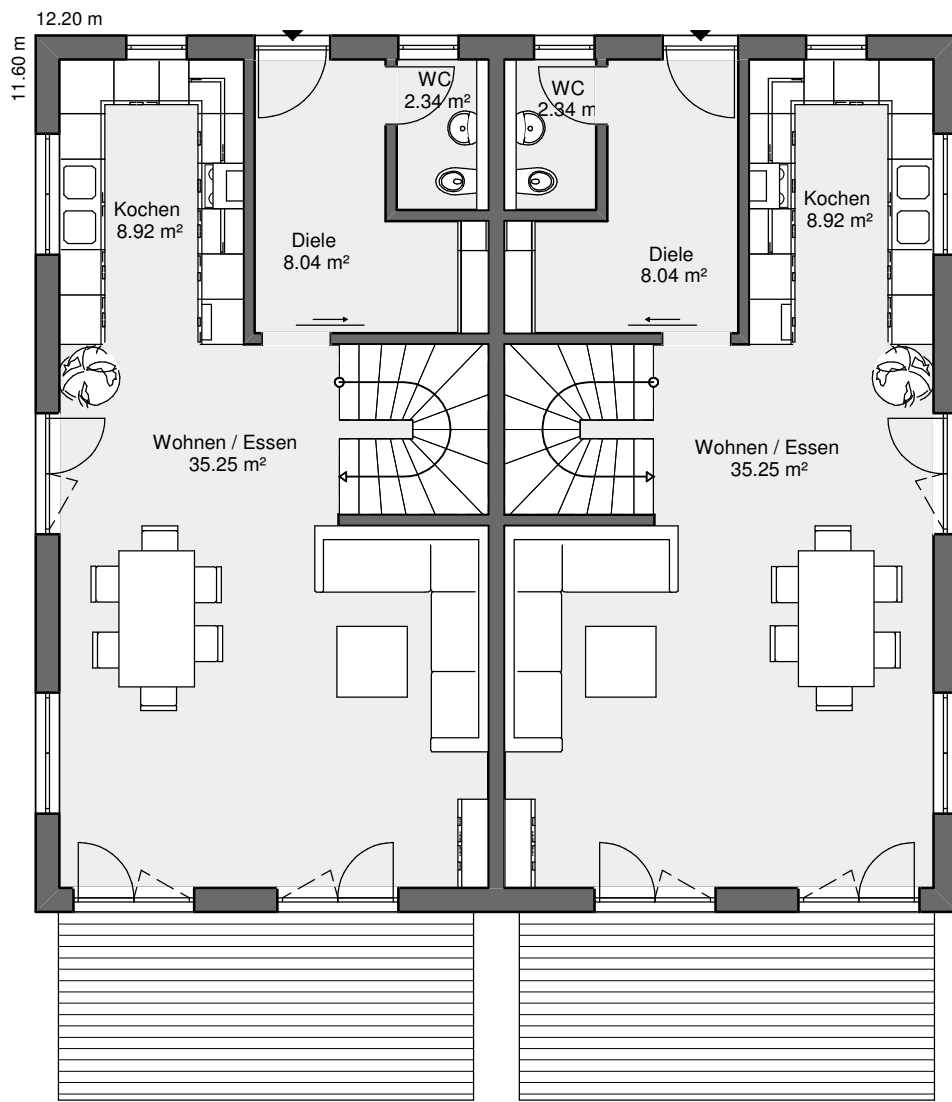 12.20 m
11.60 m
WC
2.34 m²
WC
2.34 m
Kochen
8.92 m²
Kochen
8.92 m²
Diele
8.04 m²
Diele
8.04 m²
Wohnen / Essen
35.25 m²
Wohnen / Essen
35.25 m²